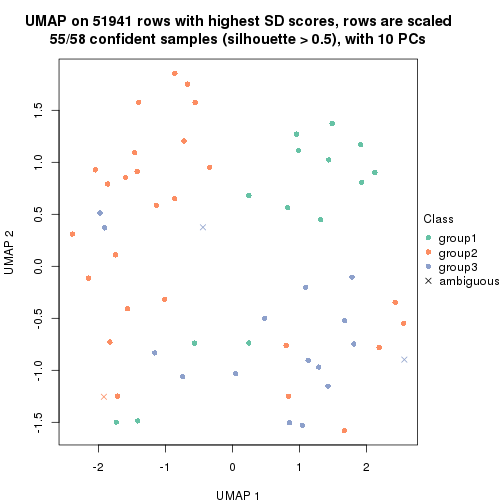 UMAP on 51941 rows with highest SD scores, rows are scaled
55/58 confident samples (silhouette > 0.5), with 10 PCs
UMAP 2
1.5
1.0
0.5
0.0
-0.5
-1.0
-1.5
-2
-1
0
1
2
UMAP 1
Class
group1
group2
group3
ambiguous